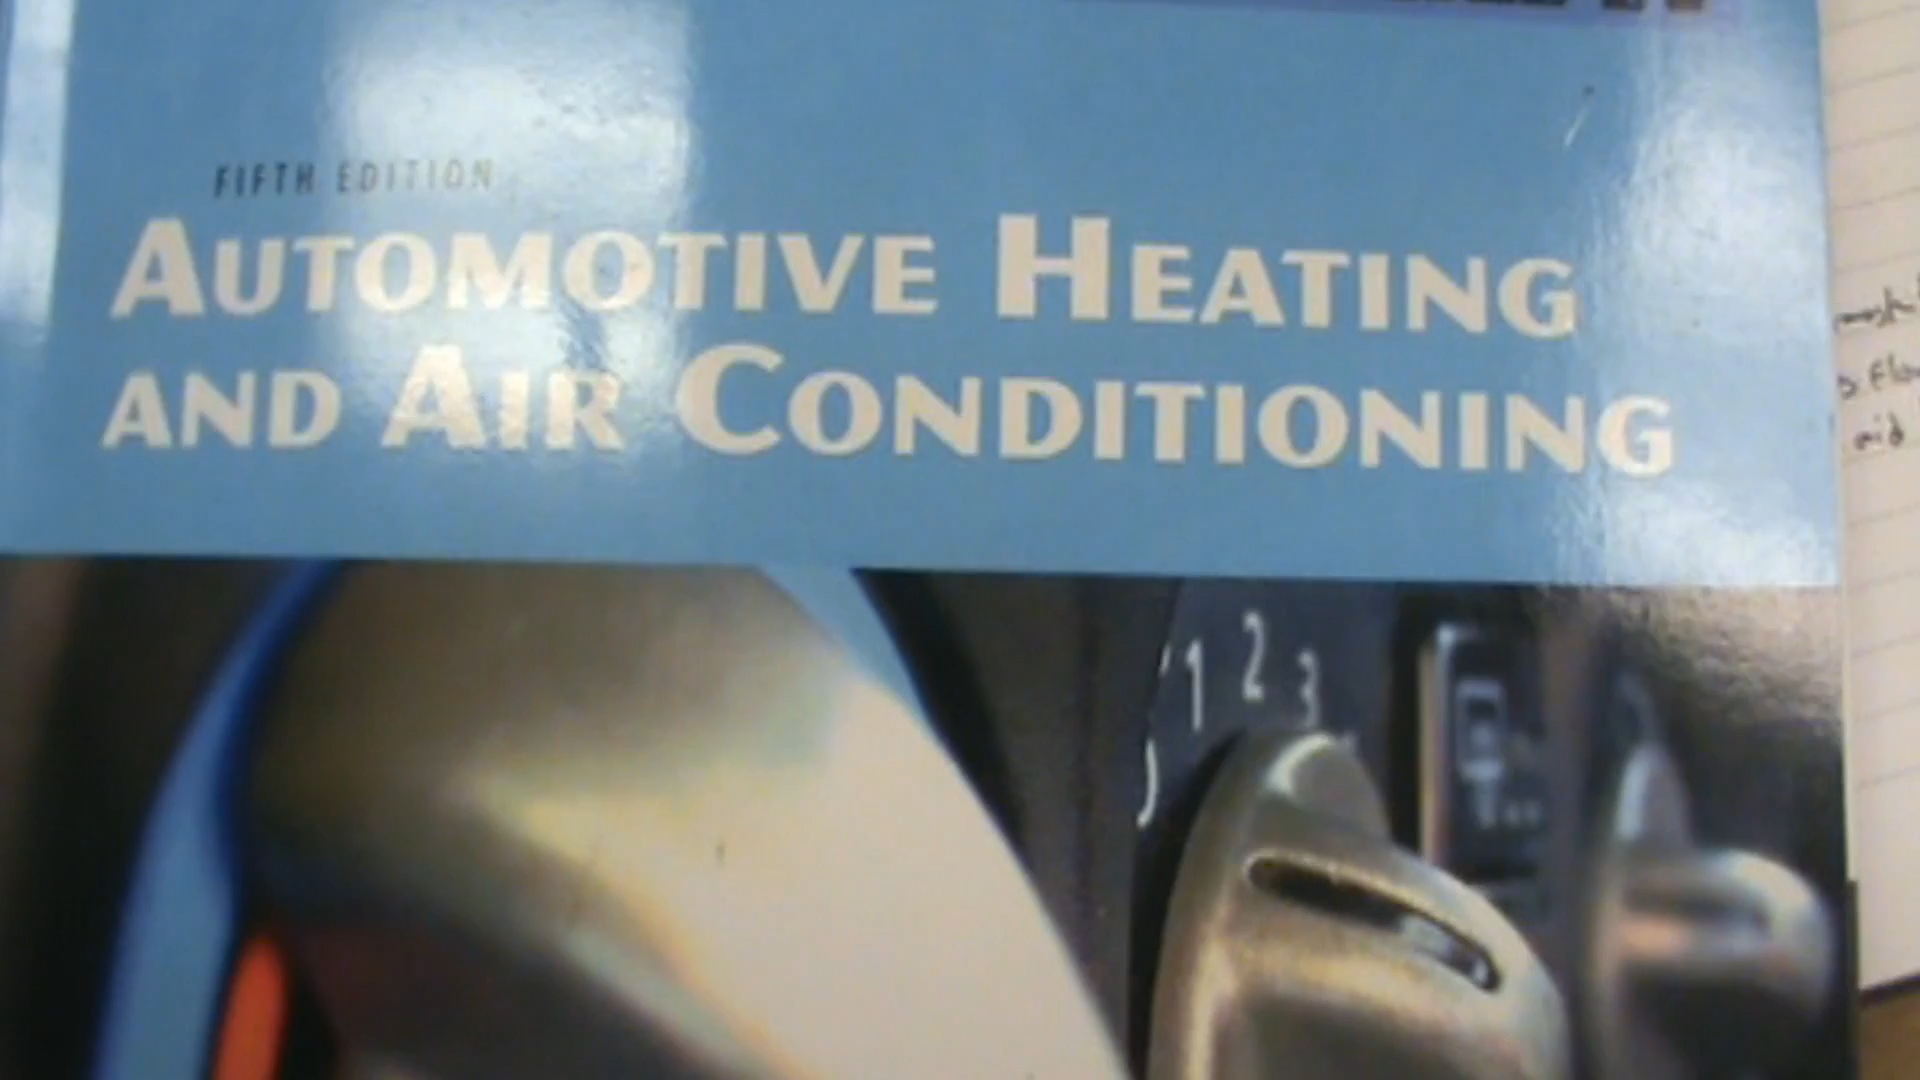 FIFTH EDITION
AUTOMOTIVE HEATING
AND AIR CONDITIONING
1 2 3